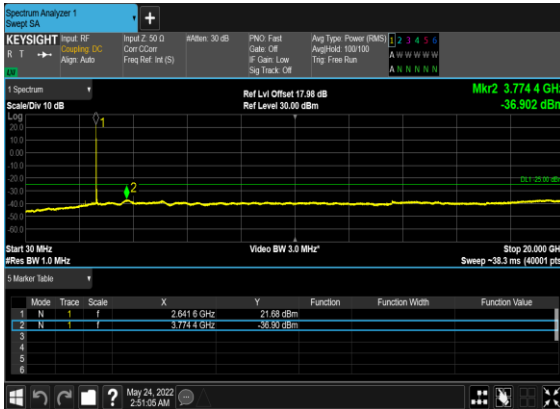 Spectrum Analyzer 1
Swept SA
+
KEYSIGHT
R T
Input: RF
Coupling: DC
Align: Auto
Input Z: 50 Ω
Corr CCorr
Freq Ref: Int (S)
#Atten: 30 dB
PNO: Fast
Gate: Off
IF Gain: Low
Sig Track: Off
Avg Type: Power (RMS)
Avg|Hold: 100/100
Trig: Free Run
1 2 3 4 5 6
A W W W W W
A N N N N N
1 Spectrum
Scale/Div 10 dB
Log
Ref Lvl Offset 17.98 dB
Ref Level 30.00 dBm
Mkr2 3.774 4 GHz
-36.902 dBm
20.0
10.0
0.00
-10.0
-20.0
-30.0
-40.0
-50.0
-60.0
1
2
DL1 -25.00 dBm
Start 30 MHz
#Res BW 1.0 MHz
Video BW 3.0 MHz*
Stop 20.000 GHz
Sweep ~38.3 ms (40001 pts)
5 Marker Table
Mode Trace Scale X Y Function Function Width Function Value
1 N 1 f 2.641 6 GHz 21.68 dBm
2 N 1 f 3.774 4 GHz -36.90 dBm
3
4
5
6
?
May 24, 2022
2:51:05 AM